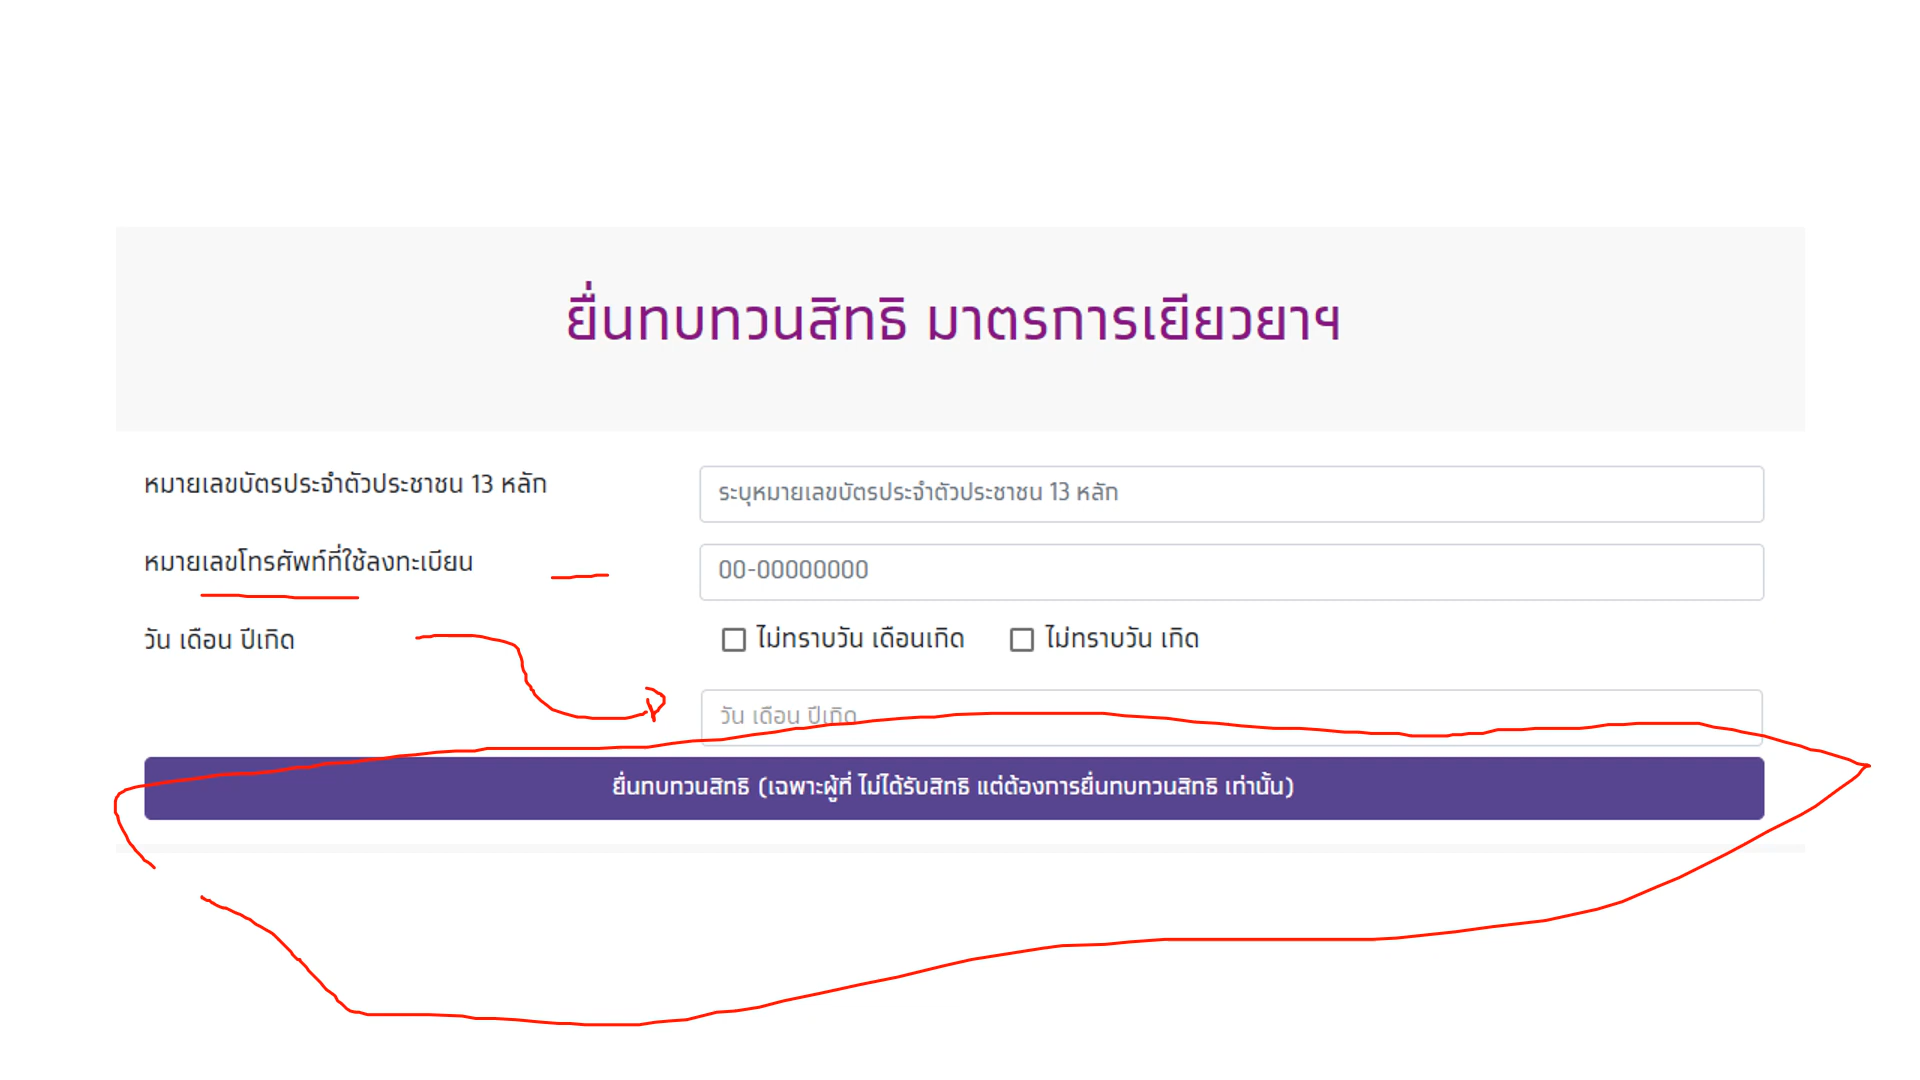 ยื่นทบทวนสิทธิ มาตรการเยียวยาฯ
หมายเลขบัตรประจำตัวประชาชน 13 หลัก
ระบุหมายเลขบัตรประจำตัวประชาชน 13 หลัก
หมายเลขโทรศัพท์ที่ใช้ลงทะเบียน
00-00000000
วัน เดือน ปีเกิด
ไม่ทราบวัน เดือนเกิด
ไม่ทราบวัน เกิด
วัน เดือน ปีเกิด
ยื่นทบทวนสิทธิ (เฉพาะผู้ที่ ไม่ได้รับสิทธิ แต่ต้องการยื่นทบทวนสิทธิ เท่านั้น)